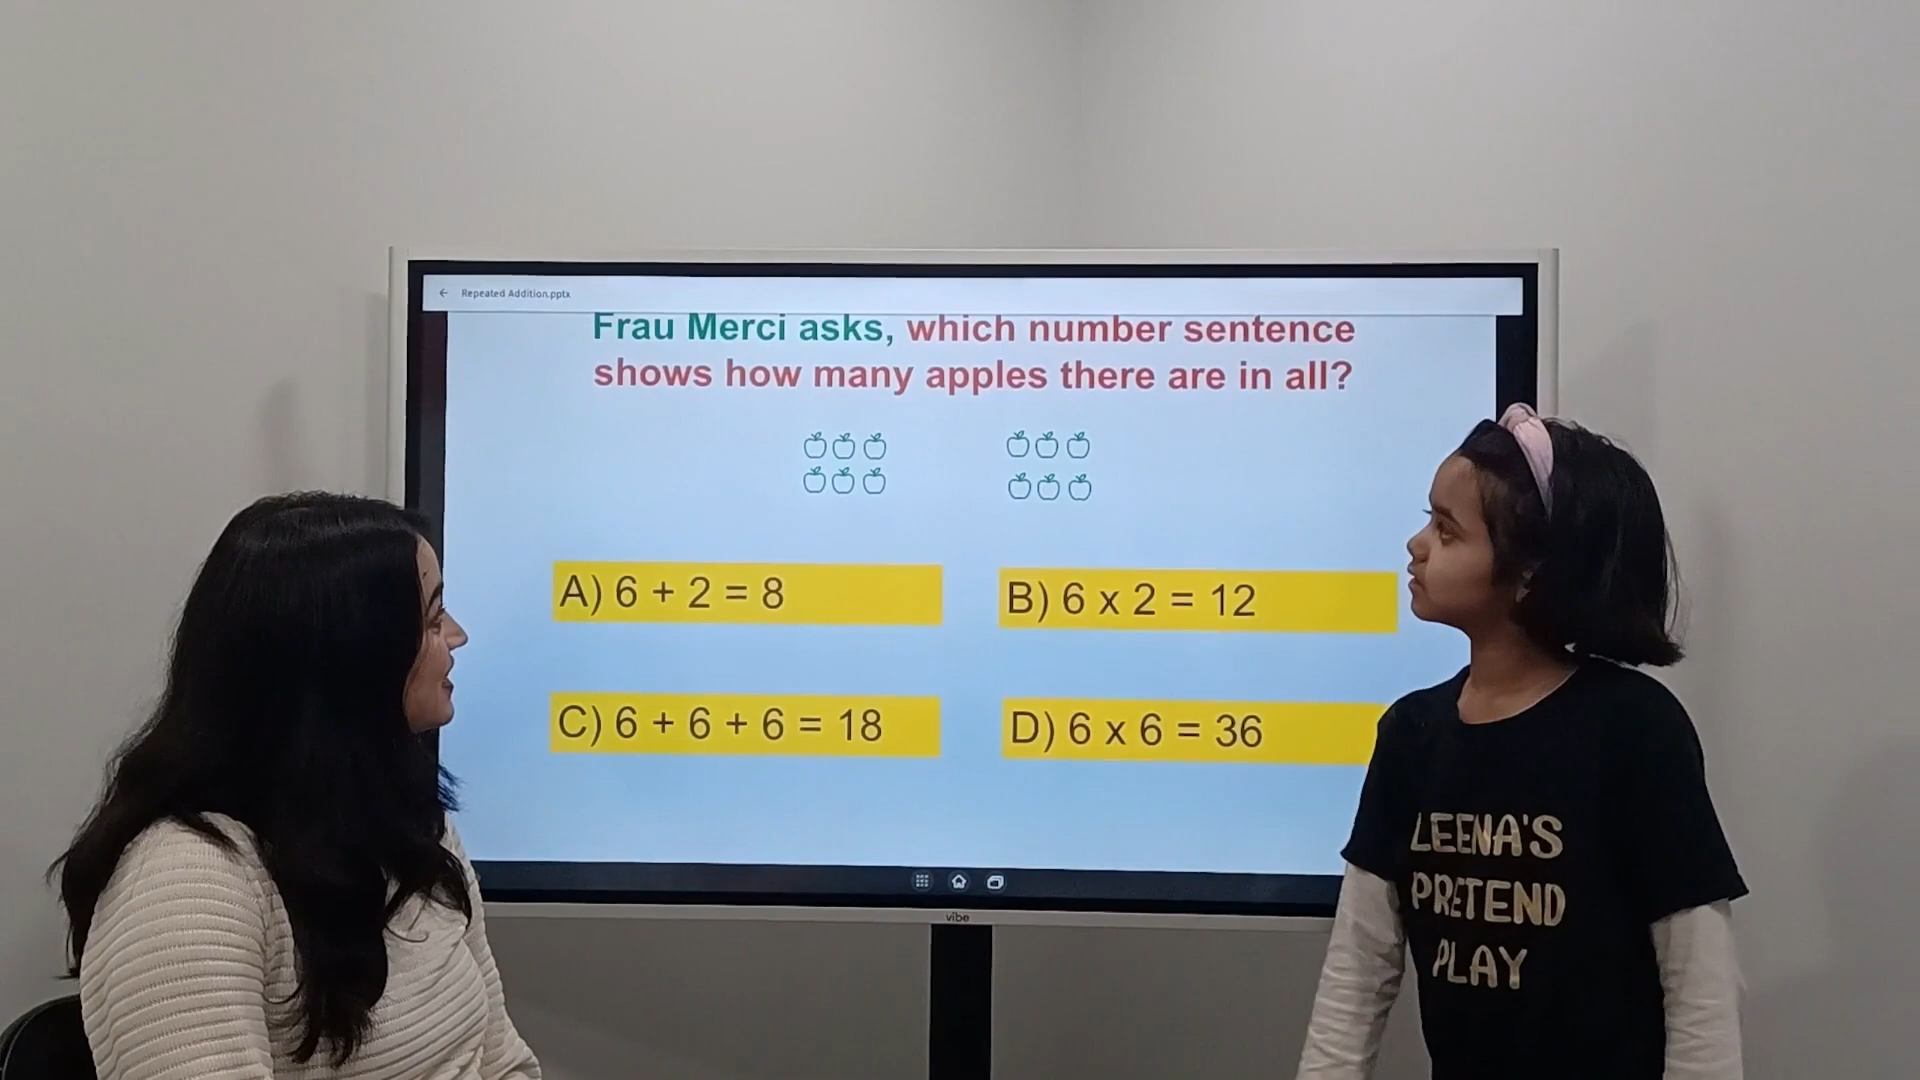 Repeated Addition.pptx
Frau Merci asks, which number sentence
shows how many apples there are in all?
A) 6 + 2 = 8
B) 6 x 2 = 12
C) 6 + 6 + 6 = 18
D) 6 x 6 = 36
vibe
LEENA'S
PRETEND
PLAY